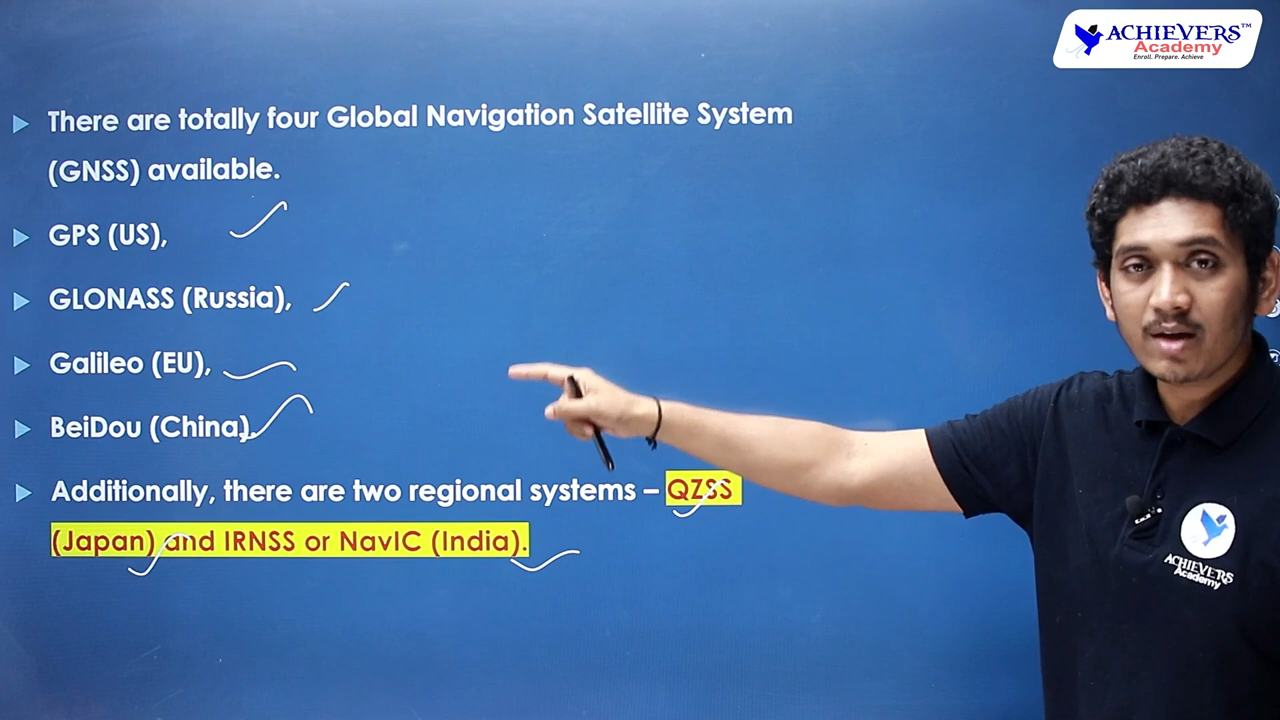 ACHIEVERS™
Academy
Enroll. Prepare. Achieve
There are totally four Global Navigation Satellite System
(GNSS) available.
GPS (US),
GLONASS (Russia),
Galileo (EU),
BeiDou (China)
Additionally, there are two regional systems – QZSS
(Japan) and IRNSS or NavIC (India).
ACHIEVERS
Academy